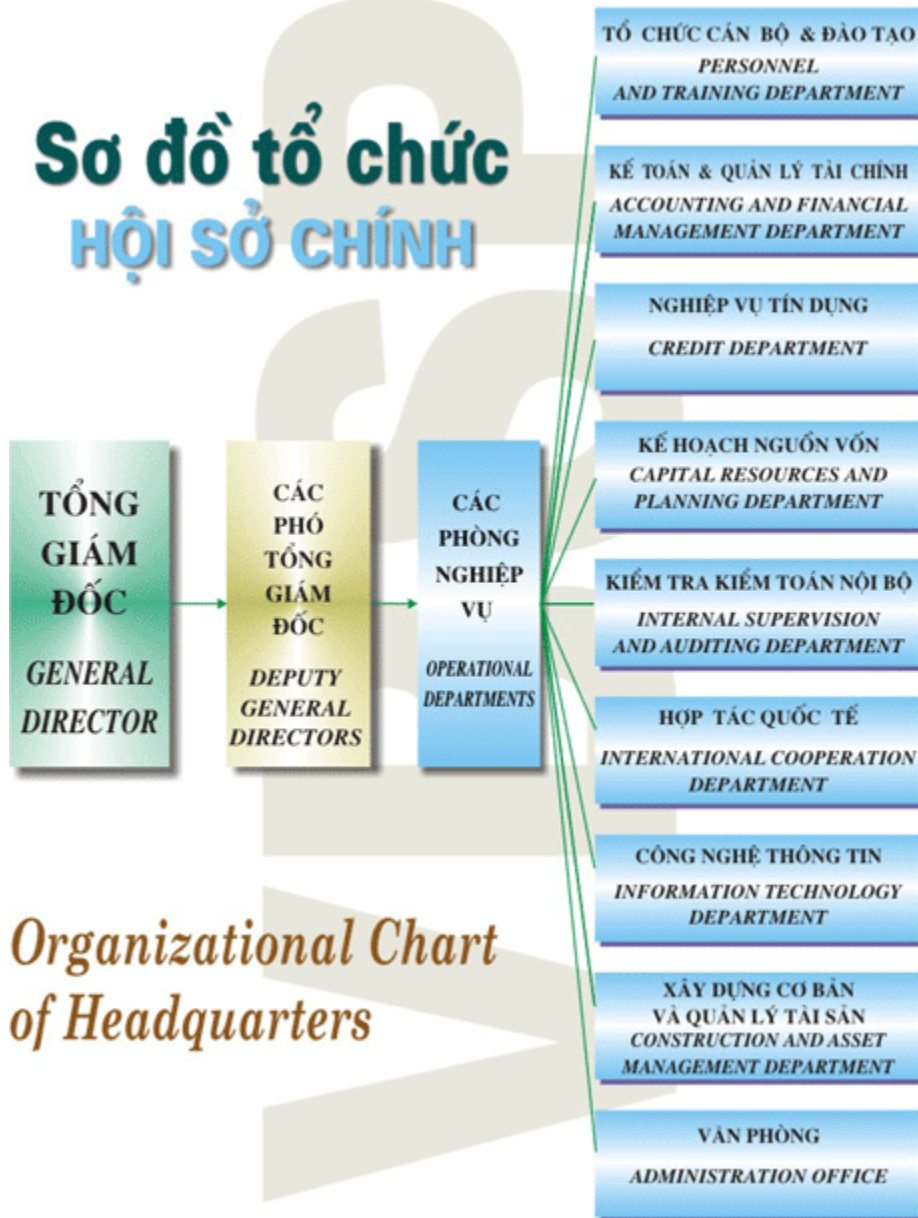 Sơ đồ tổ chức
HỘI SỞ CHÍNH
TỔNG
GIÁM
ĐỐC
GENERAL
DIRECTOR
CÁC
PHÓ
TỔNG
GIÁM
ĐỐC
DEPUTY
GENERAL
DIRECTORS
CÁC
PHÒNG
NGHIỆP
VỤ
OPERATIONAL
DEPARTMENTS
TỔ CHỨC CÁN BỘ & ĐÀO TẠO
PERSONNEL
AND TRAINING DEPARTMENT
KẾ TOÁN & QUẢN LÝ TÀI CHÍNH
ACCOUNTING AND FINANCIAL
MANAGEMENT DEPARTMENT
NGHIỆP VỤ TÍN DỤNG
CREDIT DEPARTMENT
KẾ HOẠCH NGUỒN VỐN
CAPITAL RESOURCES AND
PLANNING DEPARTMENT
KIỂM TRA KIỂM TOÁN NỘI BỘ
INTERNAL SUPERVISION
AND AUDITING DEPARTMENT
HỢP TÁC QUỐC TẾ
INTERNATIONAL COOPERATION
DEPARTMENT
CÔNG NGHỆ THÔNG TIN
INFORMATION TECHNOLOGY
DEPARTMENT
XÂY DỰNG CƠ BẢN
VÀ QUẢN LÝ TÀI SẢN
CONSTRUCTION AND ASSET
MANAGEMENT DEPARTMENT
VĂN PHÒNG
ADMINISTRATION OFFICE
Organizational Chart
of Headquarters